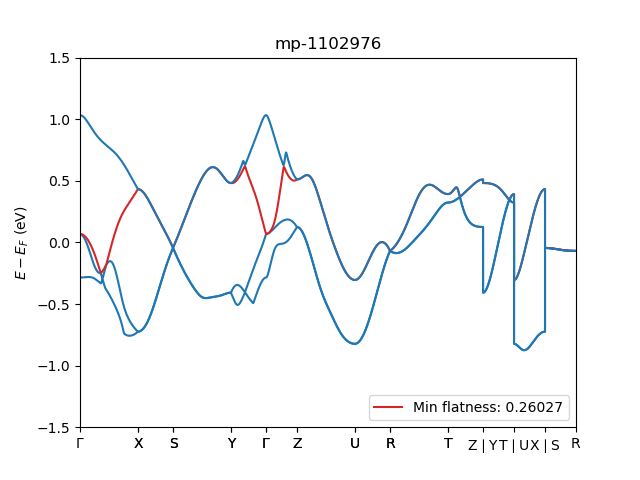 mp-1102976
1.5
1.0
0.5
0.0
−0.5
−1.0
−1.5
E − E_F (eV)
Min flatness: 0.26027
Γ X S Y Γ Z U R T Z | Y T | U X | S R